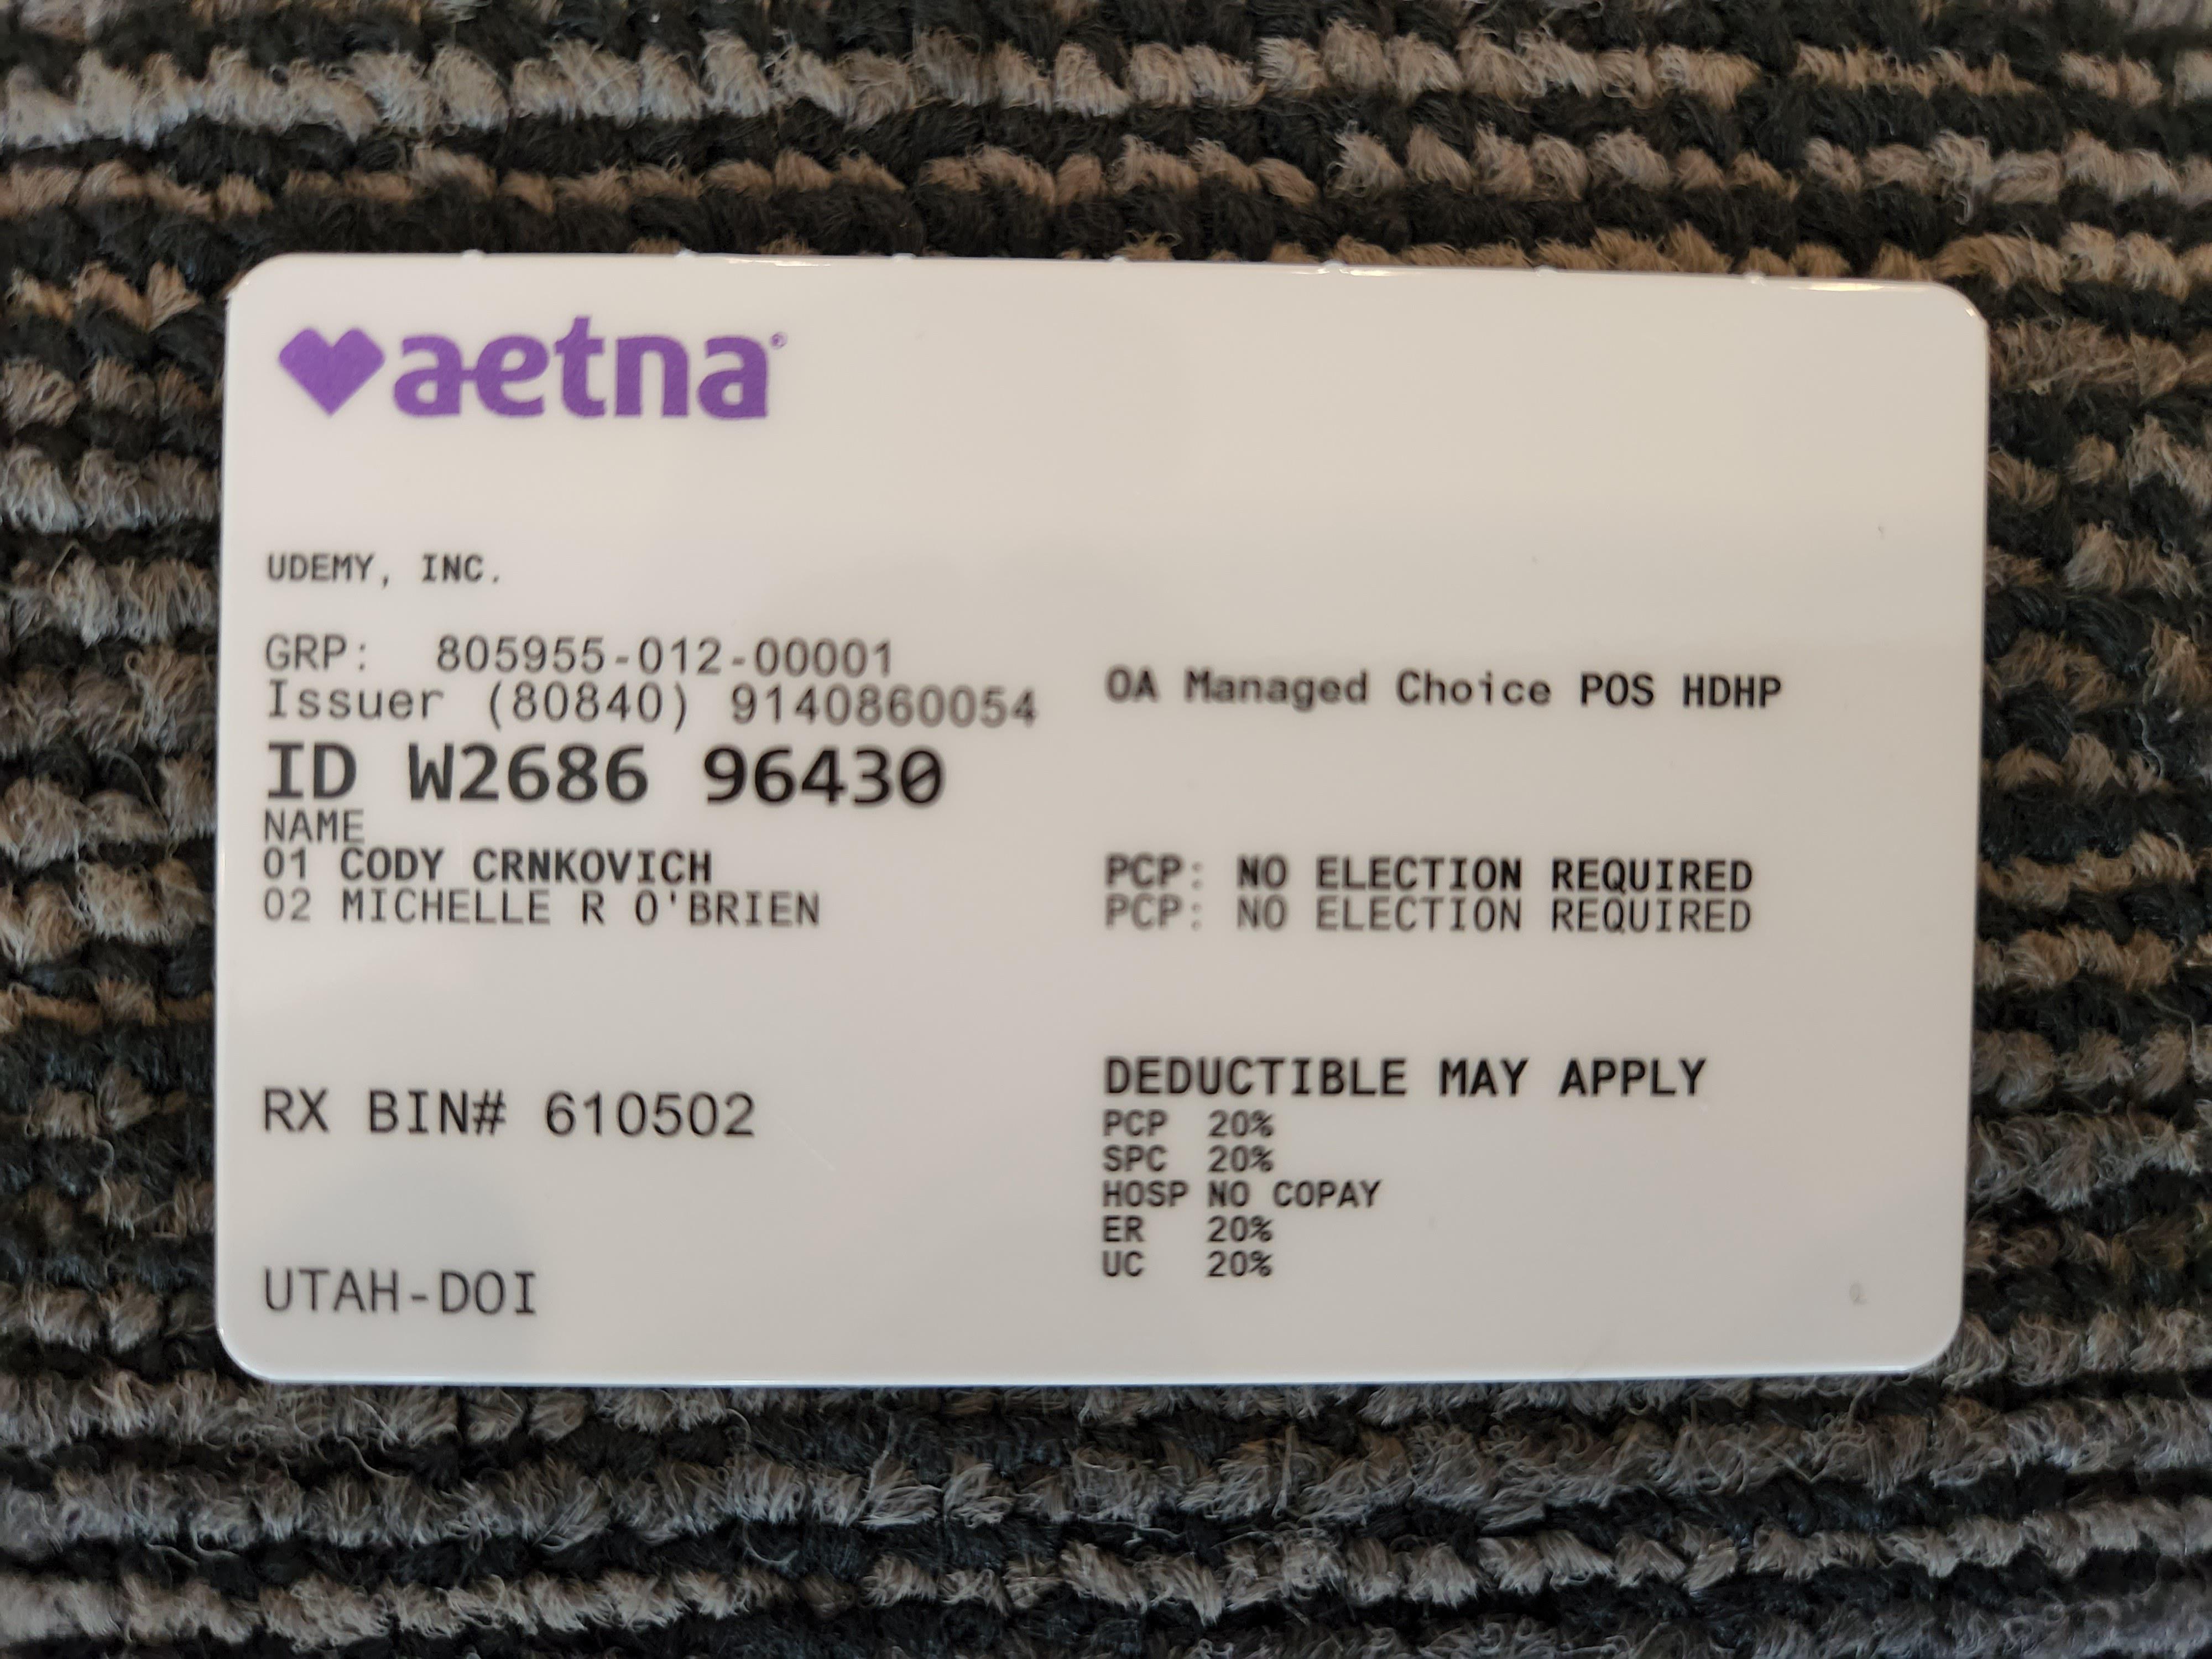 aetna®
UDEMY, INC.
GRP: 805955-012-00001
Issuer (80840) 9140860054
OA Managed Choice POS HDHP
ID W2686 96430
NAME
01 CODY CRNKOVICH
PCP: NO ELECTION REQUIRED
02 MICHELLE R O'BRIEN
PCP: NO ELECTION REQUIRED
RX BIN# 610502
UTAH-DOI
DEDUCTIBLE MAY APPLY
PCP 20%
SPC 20%
HOSP NO COPAY
ER 20%
UC 20%